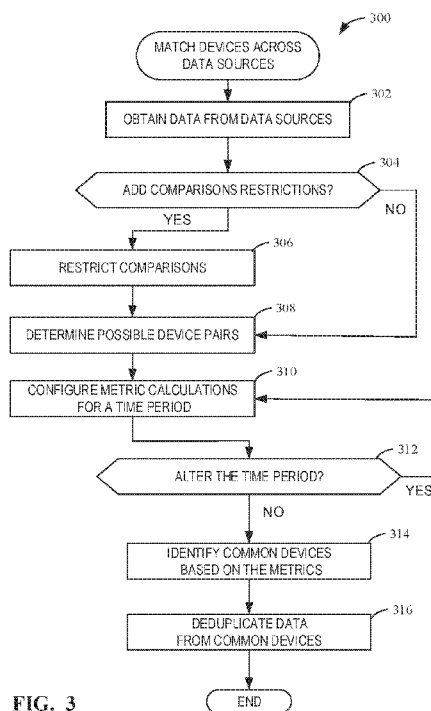 300
MATCH DEVICES ACROSS
DATA SOURCES
302
OBTAIN DATA FROM DATA SOURCES
304
ADD COMPARISONS RESTRICTIONS?
YES
NO
306
RESTRICT COMPARISONS
308
DETERMINE POSSIBLE DEVICE PAIRS
310
CONFIGURE METRIC CALCULATIONS
FOR A TIME PERIOD
312
ALTER THE TIME PERIOD?
YES
NO
314
IDENTIFY COMMON DEVICES
BASED ON THE METRICS
316
DEDUPLICATE DATA
FROM COMMON DEVICES
END
FIG. 3